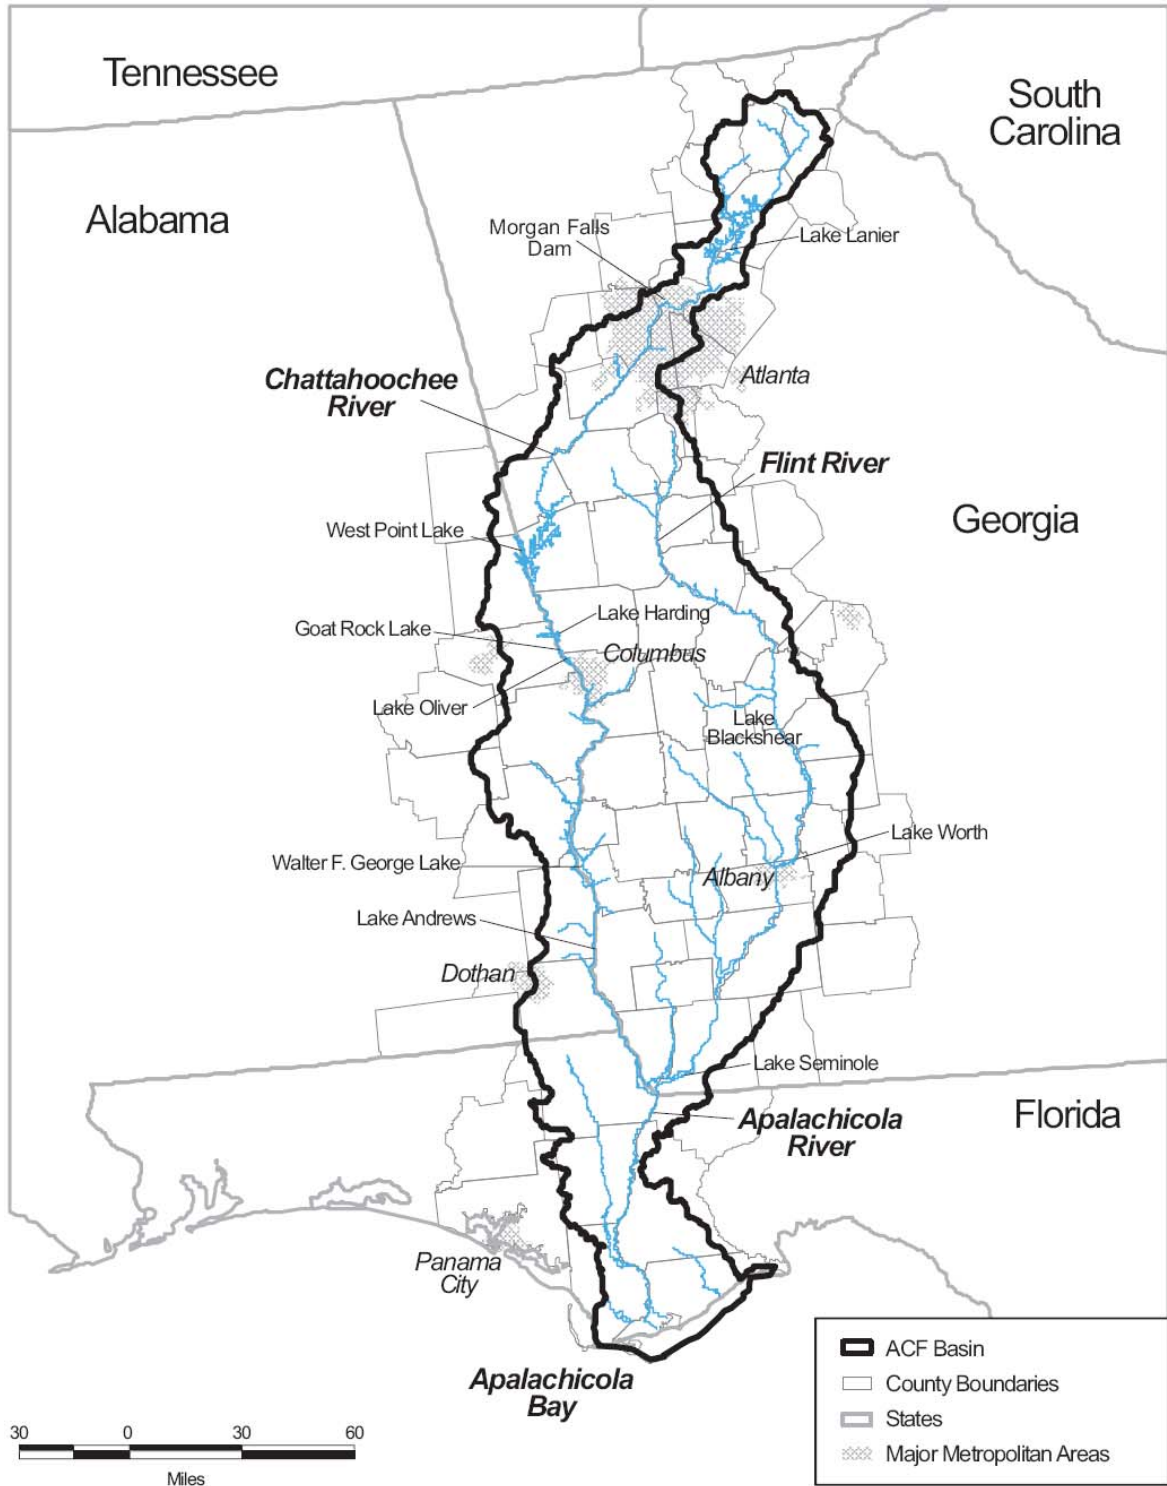 Tennessee
South
Carolina
Alabama
Morgan Falls
Dam
Lake Lanier
Chattahoochee
River
Atlanta
Flint River
Georgia
West Point Lake
Lake Harding
Goat Rock Lake
Columbus
Lake Oliver
Lake
Blackshear
Lake Worth
Walter F. George Lake
Albany
Lake Andrews
Dothan
Lake Seminole
Apalachicola
River
Florida
Panama
City
Apalachicola
Bay
ACF Basin
County Boundaries
States
Major Metropolitan Areas
30 0 30 60
Miles